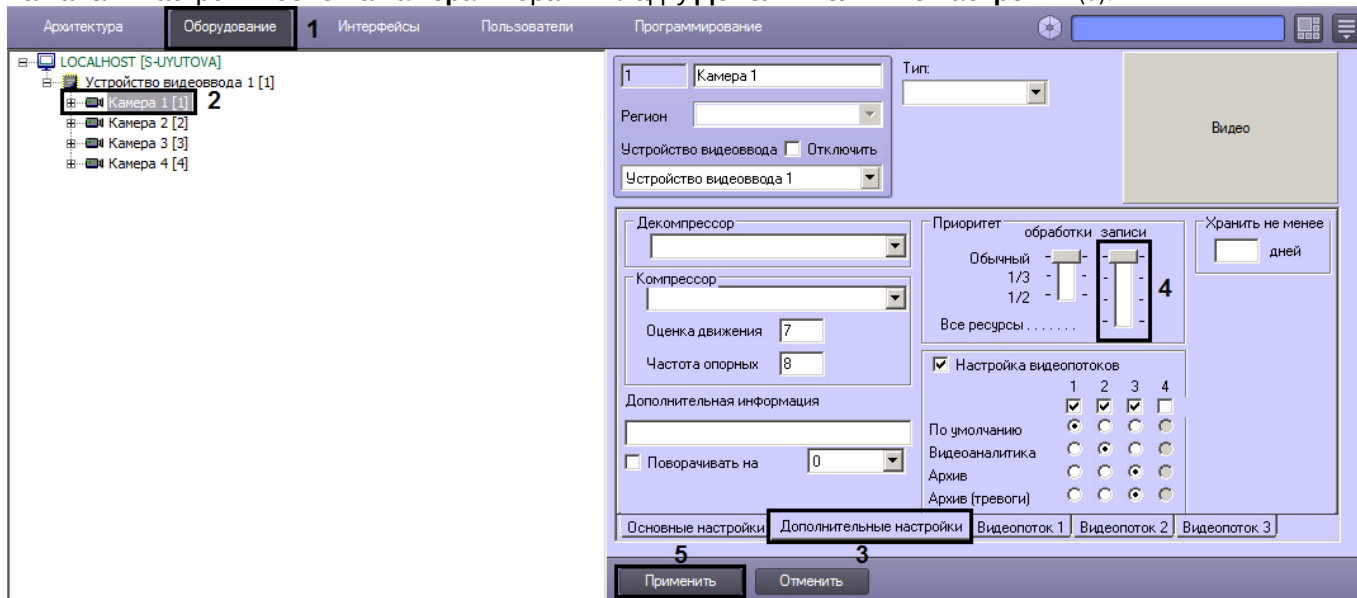 Архитектура Оборудование 1 Интерфейсы Пользователи Программирование
LOCALHOST [S-UYUTOVA]
Устройство видеоввода 1 [1]
Камера 1 [1] 2
Камера 2 [2]
Камера 3 [3]
Камера 4 [4]
1 Камера 1
Тип:
Регион
Устройство видеоввода Отключить
Устройство видеоввода 1
Видео
Декомпрессор
Компрессор
Оценка движения 7
Частота опорных 8
Дополнительная информация
Поворачивать на 0
Приоритет
обработки записи
Обычный
1/3
1/2
Все ресурсы . . . . . . .
4
Хранить не менее
дней
Настройка видеопотоков
1 2 3 4
По умолчанию
Видеоаналитика
Архив
Архив (тревоги)
Основные настройки Дополнительные настройки Видеопоток 1 Видеопоток 2 Видеопоток 3
5 3
Применить Отменить